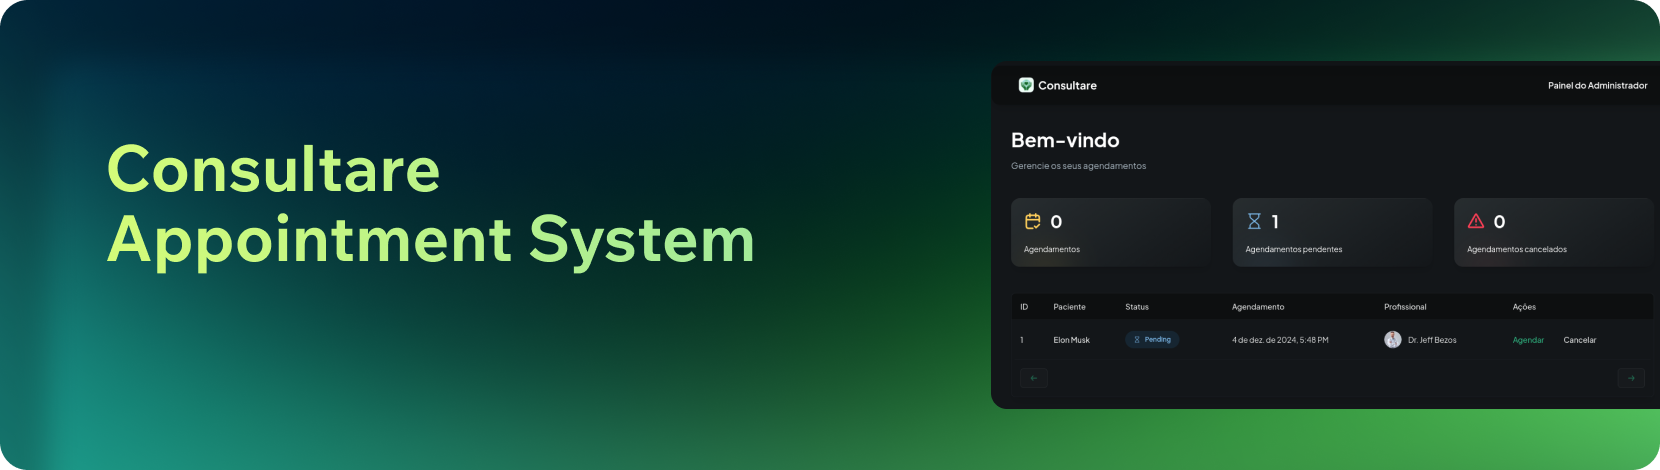 Consultare
Appointment System
Consultare
Painel do Administrador
Bem-vindo
Gerencie os seus agendamentos
0
Agendamentos
1
Agendamentos pendentes
0
Agendamentos cancelados
ID Paciente Status Agendamento Profissional Ações
1 Elon Musk Pending 4 de dez. de 2024, 5:48 PM Dr. Jeff Bezos Agendar Cancelar